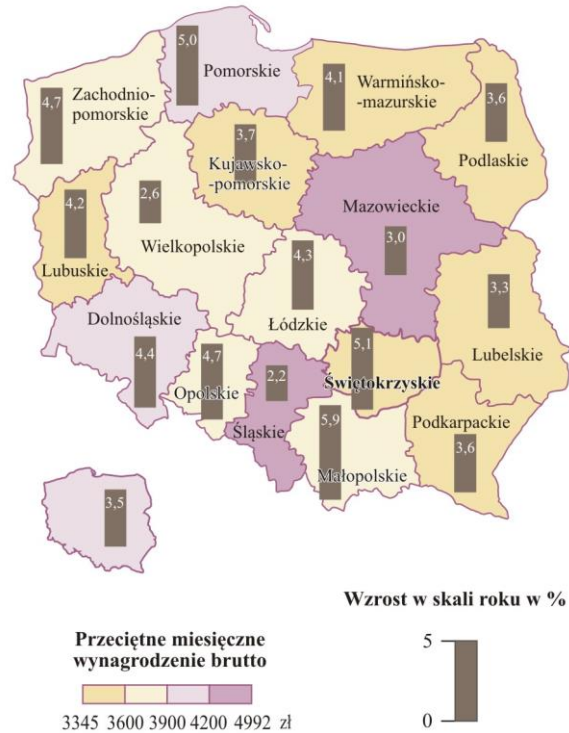 5,0
Pomorskie
4,7
Zachodnio-
pomorskie
4,1
Warmińsko-
-mazurskie
3,6
Podlaskie
3,7
Kujawsko-
-pomorskie
4,2
Lubuskie
2,6
Wielkopolskie
Mazowieckie
3,0
4,3
Łódzkie
3,3
Lubelskie
Dolnośląskie
4,4
4,7
Opolskie
2,2
Śląskie
5,1
Świętokrzyskie
5,9
Małopolskie
Podkarpackie
3,6
3,5
Przeciętne miesięczne
wynagrodzenie brutto
3345 3600 3900 4200 4992 zł
Wzrost w skali roku w %
5
0